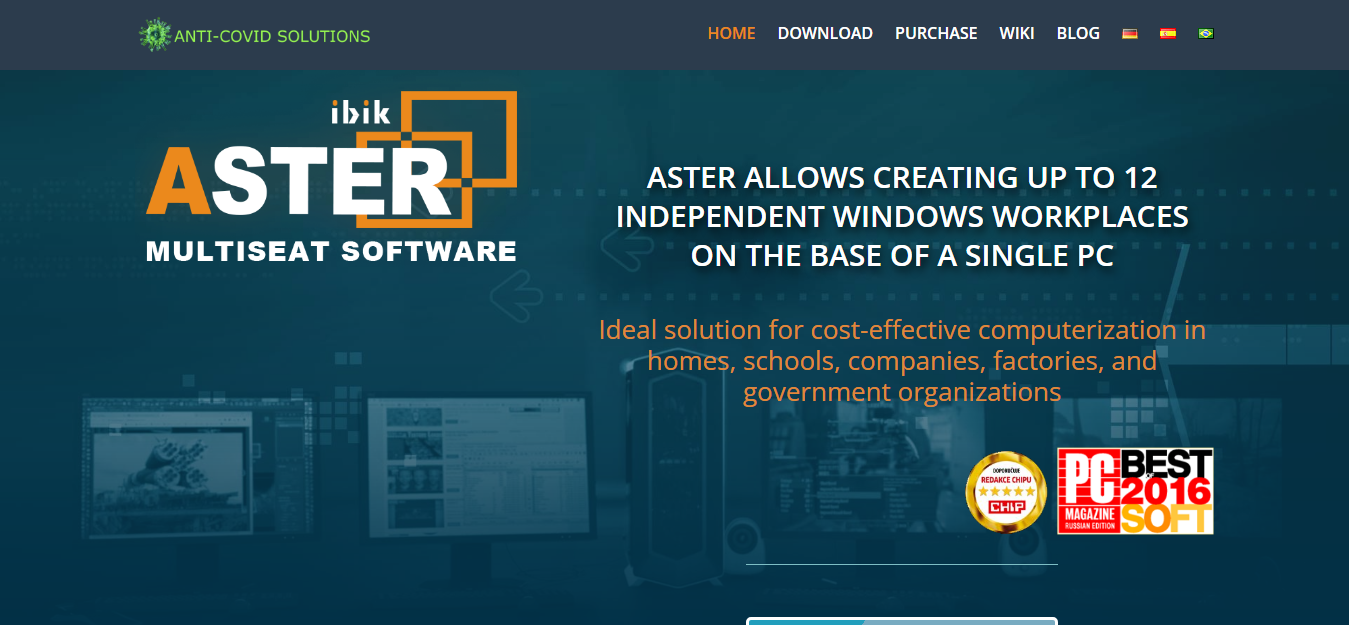 ANTI-COVID SOLUTIONS
HOME DOWNLOAD PURCHASE WIKI BLOG
ibik
ASTER
MULTISEAT SOFTWARE
ASTER ALLOWS CREATING UP TO 12
INDEPENDENT WINDOWS WORKPLACES
ON THE BASE OF A SINGLE PC
Ideal solution for cost-effective computerization in
homes, schools, companies, factories, and
government organizations
DOPORUČUJE
REDAKCE CHIPU
CHIP
PC
MAGAZINE
RUSSIAN EDITION
BEST
2016
SOFT